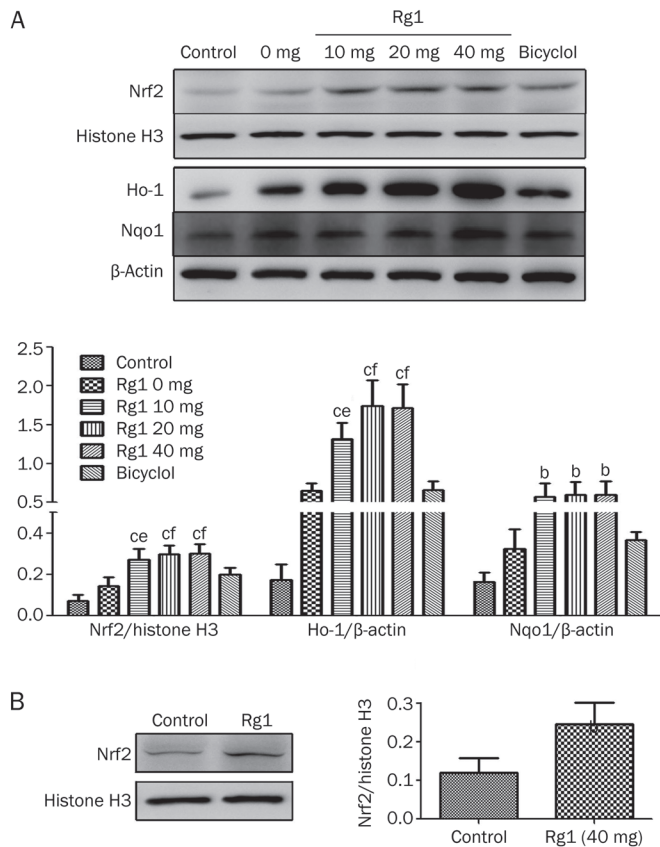 A
Rg1
Control 0 mg 10 mg 20 mg 40 mg Bicyclol
Nrf2
Histone H3
Ho-1
Nqo1
β-Actin
2.5
2.0
1.5
1.0
0.5
0.4
0.2
0.0
Control
Rg1 0 mg
Rg1 10 mg
Rg1 20 mg
Rg1 40 mg
Bicyclol
ce cf cf
ce cf cf
b b b
Nrf2/histone H3 Ho-1/β-actin Nqo1/β-actin
B
Control Rg1
Nrf2
Histone H3
Nrf2/histone H3
0.3
0.2
0.1
0.0
b
Control Rg1 (40 mg)